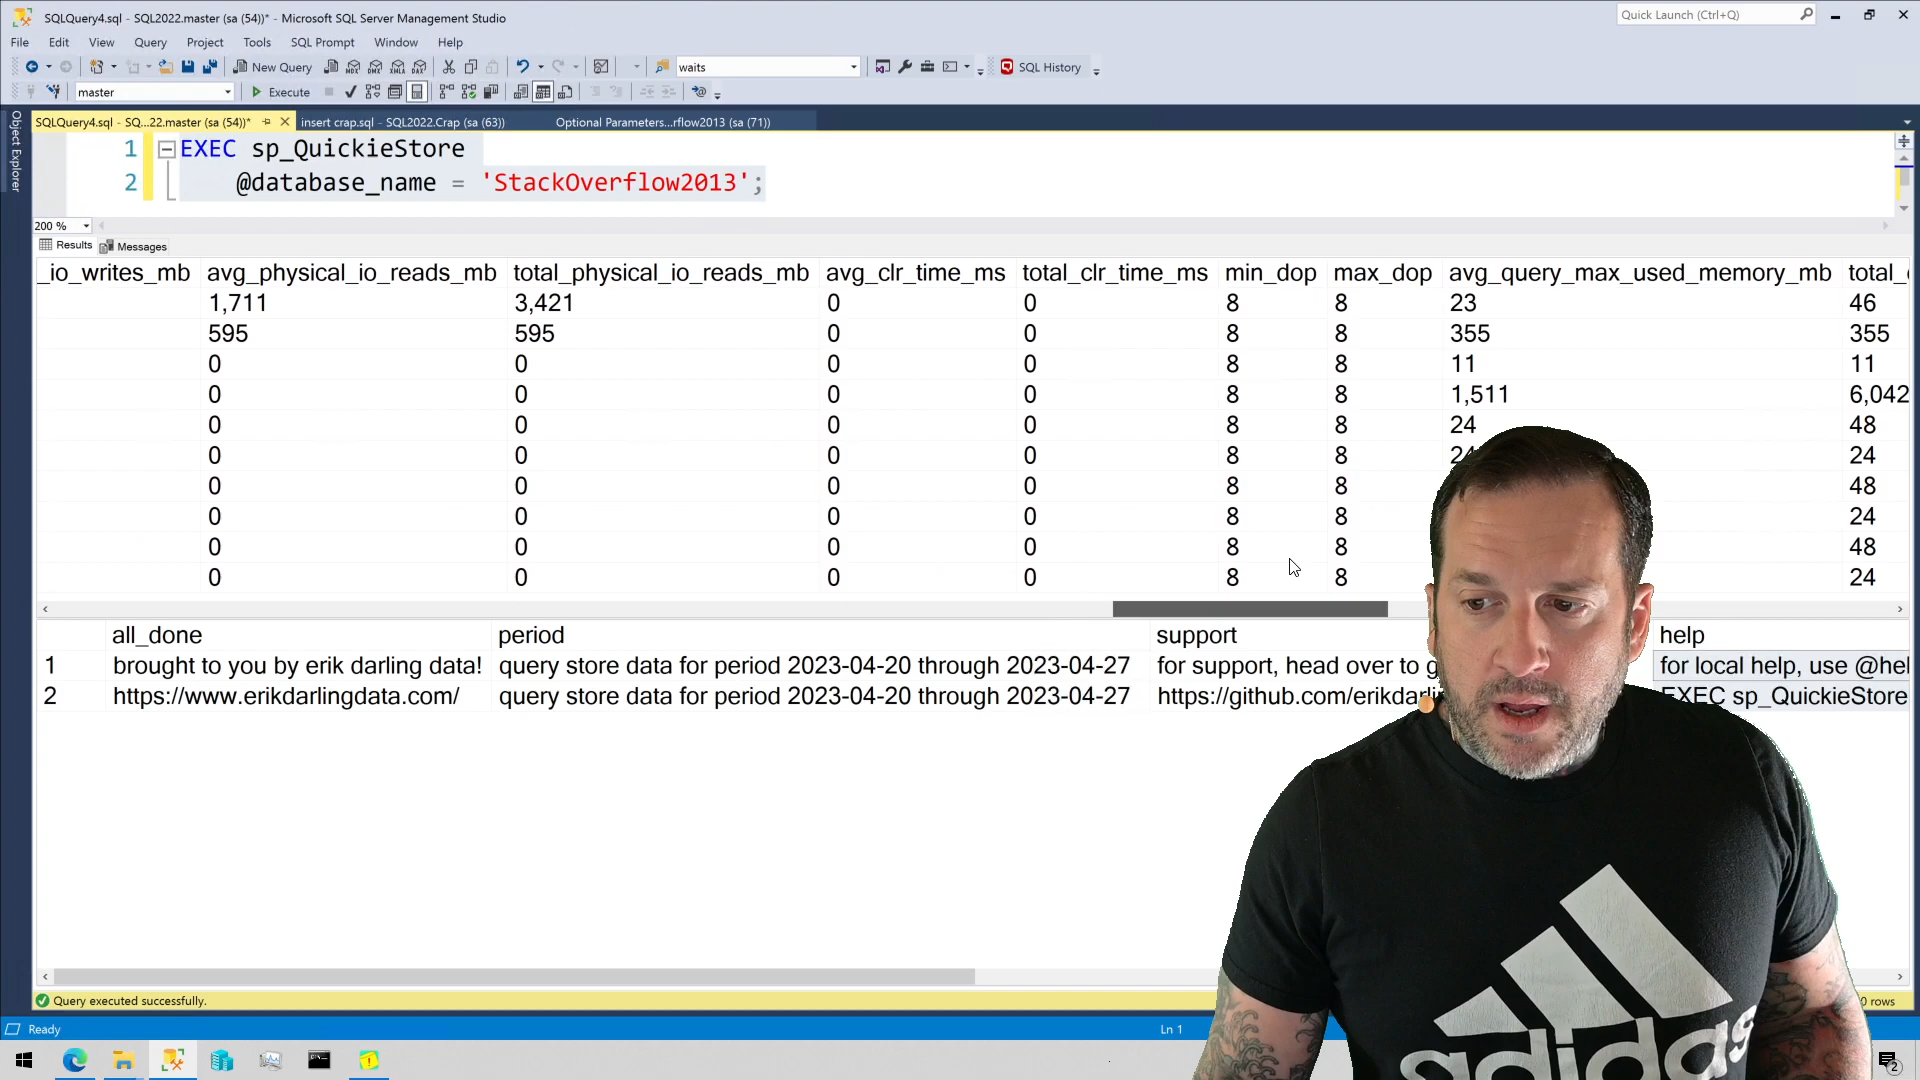 SQLQuery4.sql - SQL2022.master (sa (54))* - Microsoft SQL Server Management Studio
Quick Launch (Ctrl+Q)
File Edit View Query Project Tools SQL Prompt Window Help
New Query waits SQL History
master Execute
SQLQuery4.sql - SQ...22.master (sa (54))* insert crap.sql - SQL2022.Crap (sa (63)) Optional Parameters...rflow2013 (sa (71))
Object Explorer
1 EXEC sp_QuickieStore
2 @database_name = 'StackOverflow2013';
200 %
Results Messages
_io_writes_mb avg_physical_io_reads_mb total_physical_io_reads_mb avg_clr_time_ms total_clr_time_ms min_dop max_dop avg_query_max_used_memory_mb total_
1,711 3,421 0 0 8 8 23 46
595 595 0 0 8 8 355 355
0 0 0 0 8 8 11 11
0 0 0 0 8 8 1,511 6,042
0 0 0 0 8 8 24 48
0 0 0 0 8 8 24 24
0 0 0 0 8 8 48
0 0 0 0 8 8 24
0 0 0 0 8 8 48
0 0 0 0 8 8 24
all_done period support help
1 brought to you by erik darling data! query store data for period 2023-04-20 through 2023-04-27 for support, head over to g for local help, use @hel
2 https://www.erikdarlingdata.com/ query store data for period 2023-04-20 through 2023-04-27 https://github.com/erikdarli EXEC sp_QuickieStore
Query executed successfully. 0 rows
Ready Ln 1
adidas
2